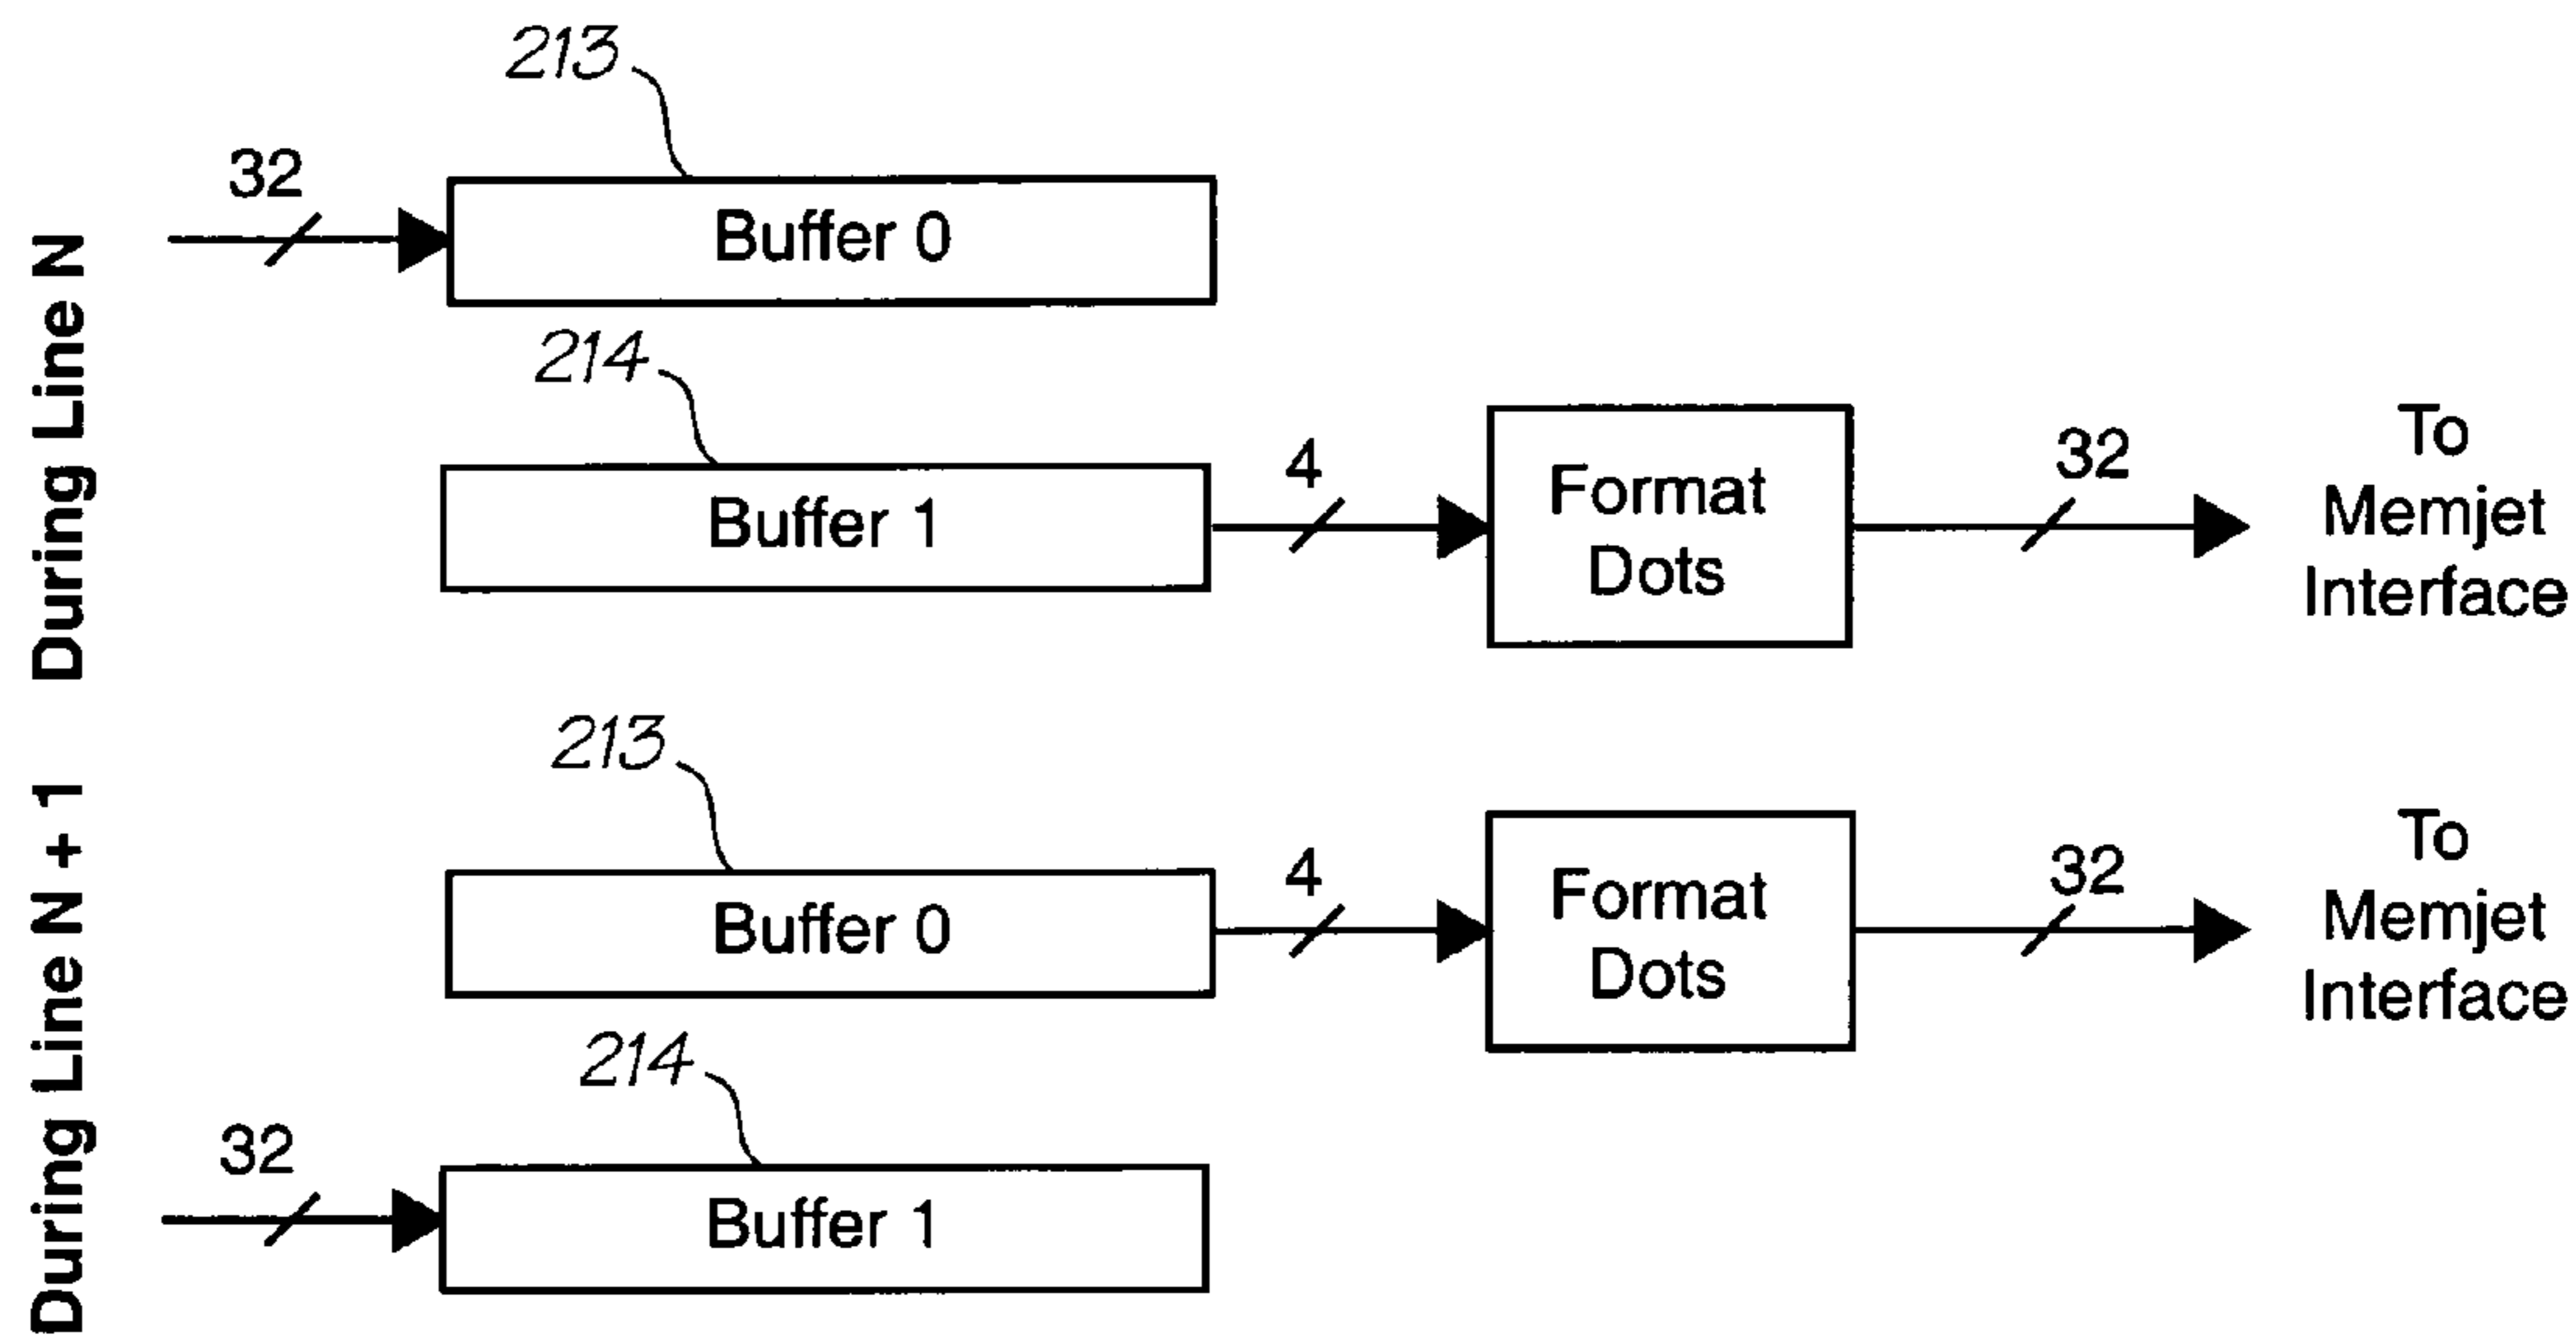 During Line N
213
32
Buffer 0
214
Buffer 1
4
Format
Dots
32
To
Memjet
Interface
During Line N + 1
213
Buffer 0
4
Format
Dots
32
To
Memjet
Interface
214
32
Buffer 1